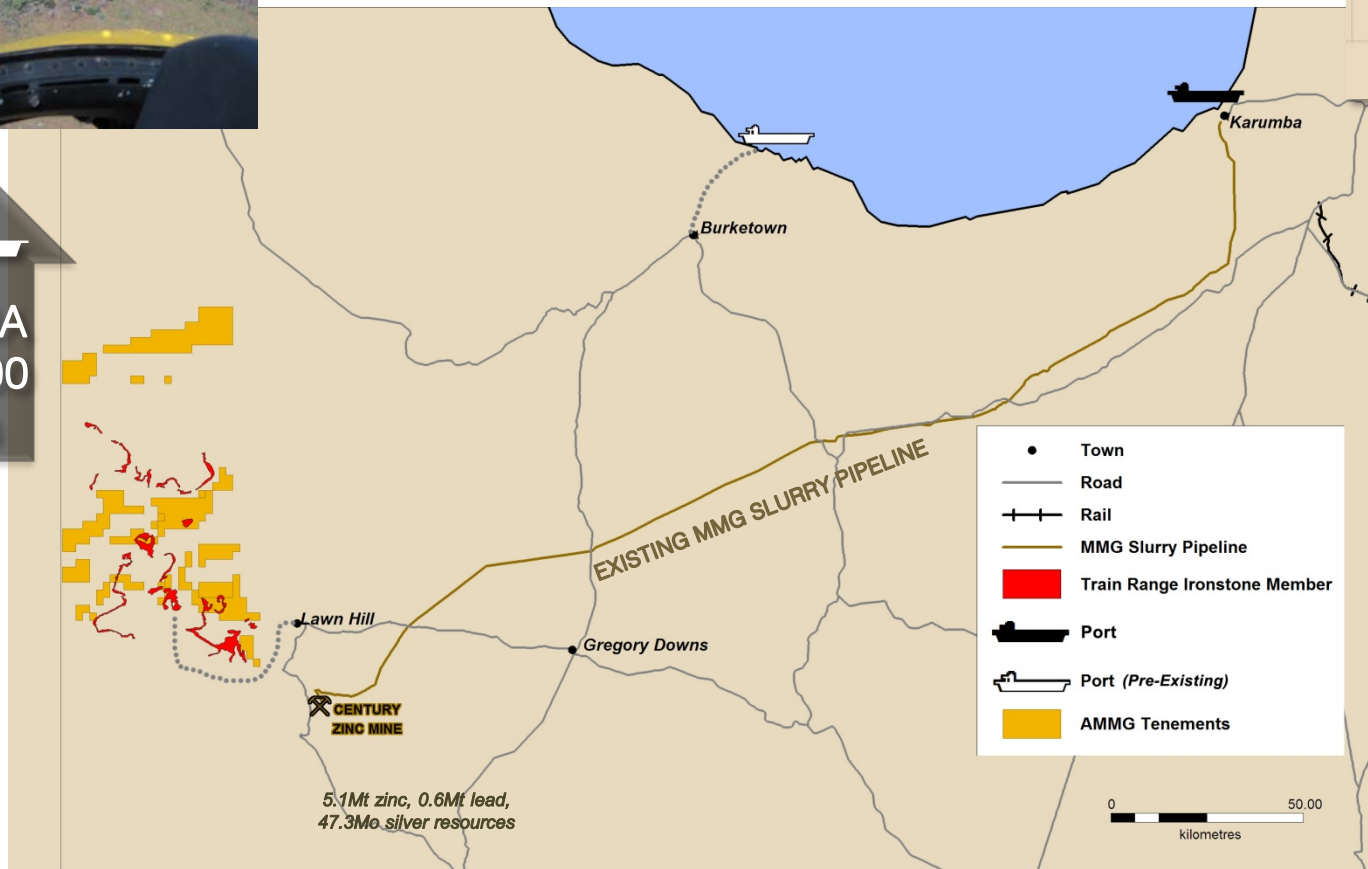 Karumba
Burketown
A
00
EXISTING MMG SLURRY PIPELINE
Lawn Hill
Gregory Downs
CENTURY
ZINC MINE
5.1Mt zinc, 0.6Mt lead,
47.3Mo silver resources
Town
Road
Rail
MMG Slurry Pipeline
Train Range Ironstone Member
Port
Port (Pre-Existing)
AMMG Tenements
0 50.00
kilometres